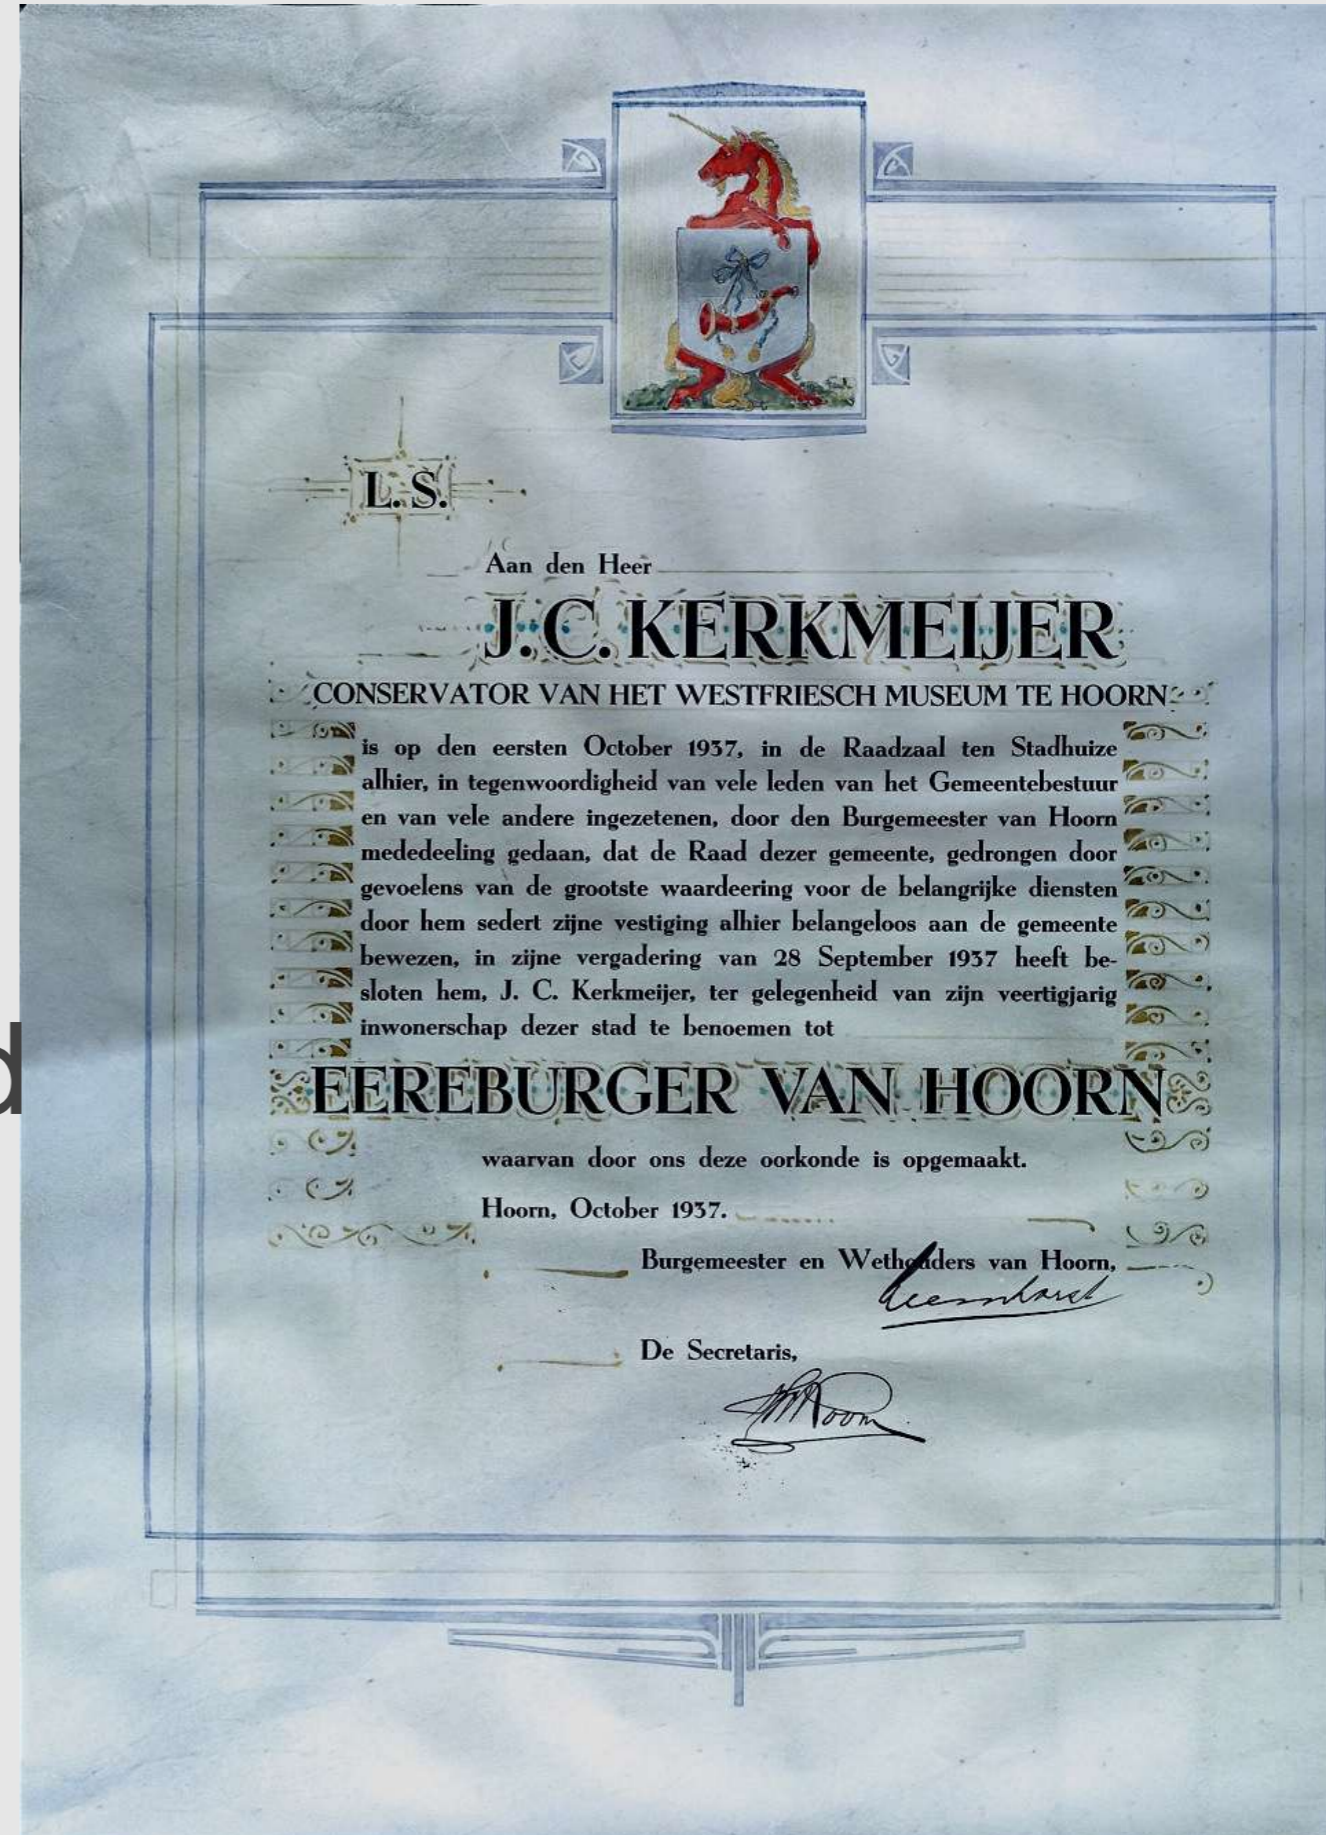 L. S.
Aan den Heer
J. C. KERKMEIJER
CONSERVATOR VAN HET WESTFRIESCH MUSEUM TE HOORN
is op den eersten October 1937, in de Raadzaal ten Stadhuize
alhier, in tegenwoordigheid van vele leden van het Gemeentebestuur
en van vele andere ingezetenen, door den Burgemeester van Hoorn
mededeeling gedaan, dat de Raad dezer gemeente, gedrongen door
gevoelens van de grootste waardeering voor de belangrijke diensten
door hem sedert zijne vestiging alhier belangeloos aan de gemeente
bewezen, in zijne vergadering van 28 September 1937 heeft be-
sloten hem, J. C. Kerkmeijer, ter gelegenheid van zijn veertigjarig
inwonerschap dezer stad te benoemen tot
d
EEREBURGER VAN HOORN
waarvan door ons deze oorkonde is opgemaakt.
Hoorn, October 1937.
Burgemeester en Wethouders van Hoorn,
De Secretaris,